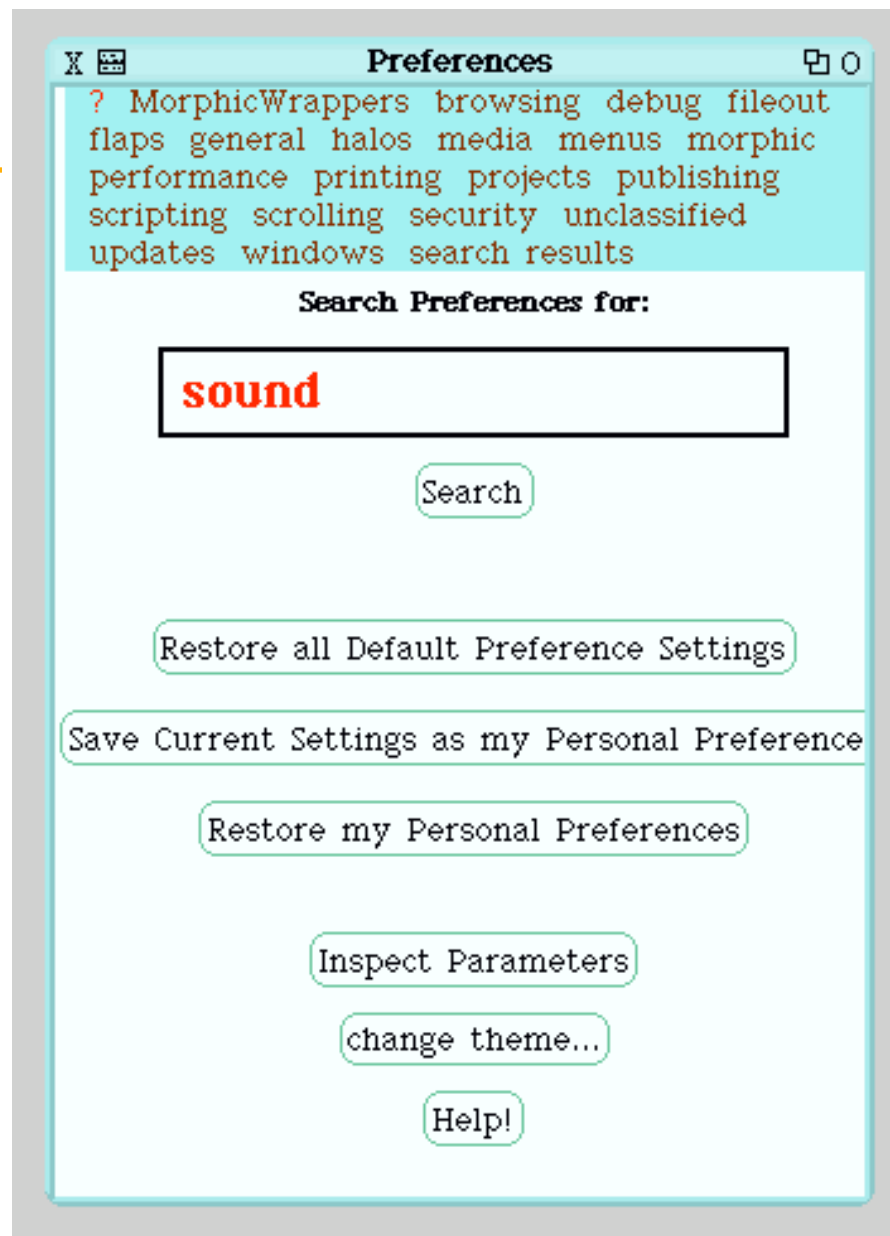 X Preferences O
? MorphicWrappers browsing debug fileout
flaps general halos media menus morphic
performance printing projects publishing
scripting scrolling security unclassified
updates windows search results
Search Preferences for:
sound
Search
Restore all Default Preference Settings
Save Current Settings as my Personal Preference
Restore my Personal Preferences
Inspect Parameters
change theme...
Help!